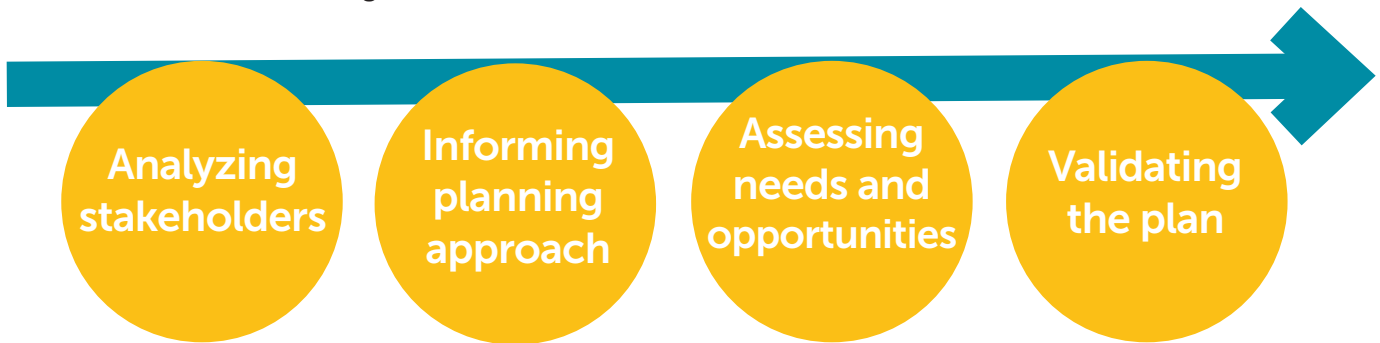 Analyzing
stakeholders
Informing
planning
approach
Assessing
needs and
opportunities
Validating
the plan